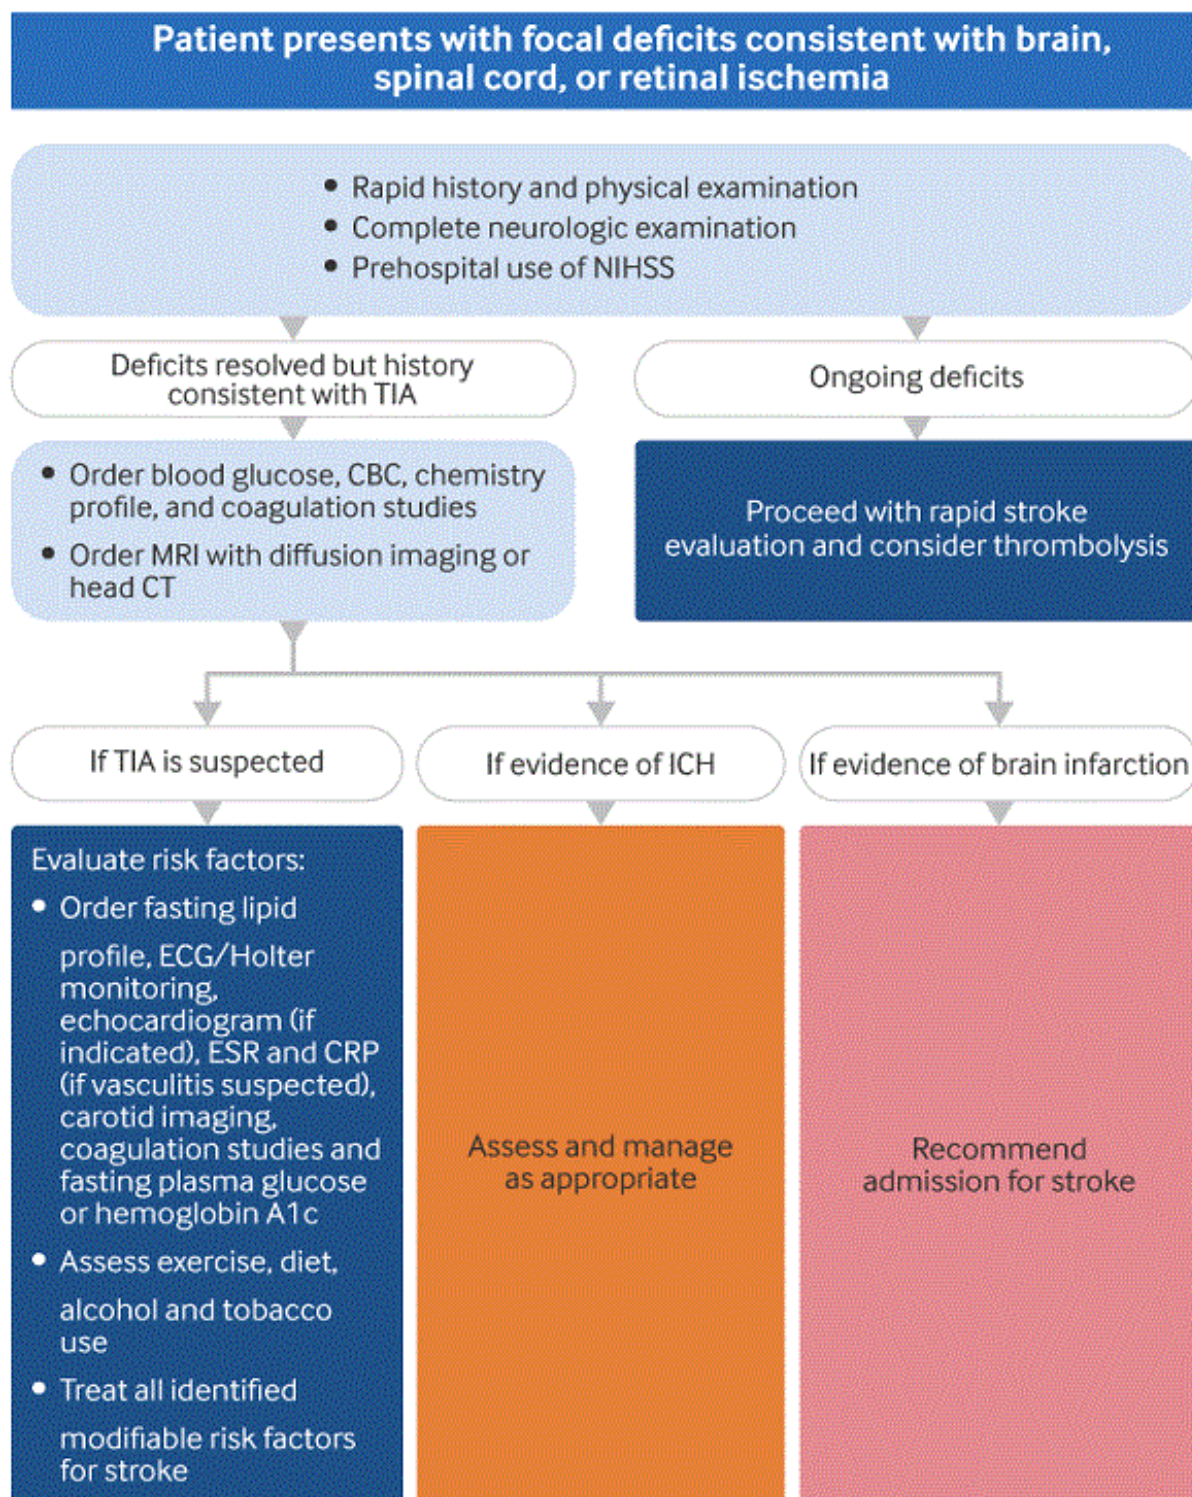 Patient presents with focal deficits consistent with brain,
spinal cord, or retinal ischemia
• Rapid history and physical examination
• Complete neurologic examination
• Prehospital use of NIHSS
Deficits resolved but history
consistent with TIA
Ongoing deficits
• Order blood glucose, CBC, chemistry
profile, and coagulation studies
• Order MRI with diffusion imaging or
head CT
Proceed with rapid stroke
evaluation and consider thrombolysis
If TIA is suspected
If evidence of ICH
If evidence of brain infarction
Evaluate risk factors:
• Order fasting lipid
profile, ECG/Holter
monitoring,
echocardiogram (if
indicated), ESR and CRP
(if vasculitis suspected),
carotid imaging,
coagulation studies and
fasting plasma glucose
or hemoglobin A1c
• Assess exercise, diet,
alcohol and tobacco
use
• Treat all identified
modifiable risk factors
for stroke
Assess and manage
as appropriate
Recommend
admission for stroke